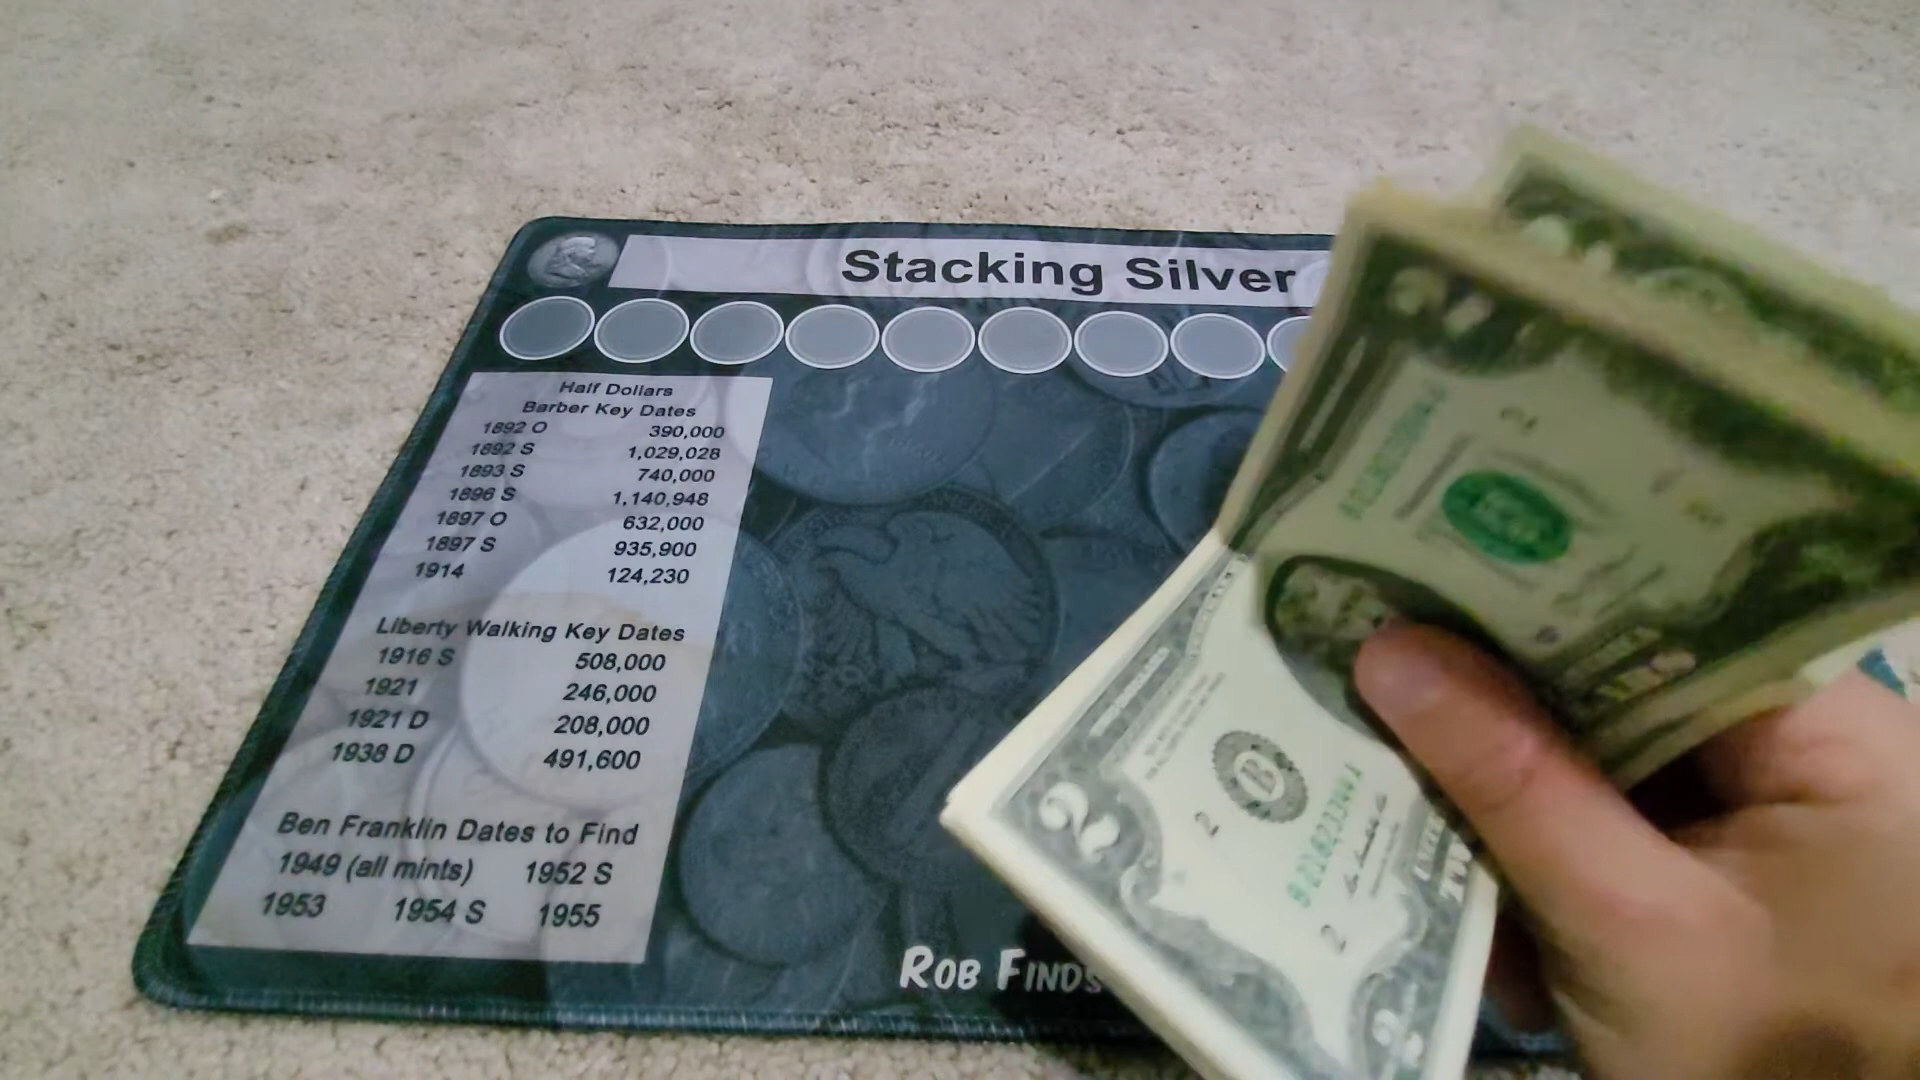 Stacking Silver
Half Dollars
Barber Key Dates
1892 O 390,000
1892 S 1,029,028
1893 S 740,000
1896 S 1,140,948
1897 O 632,000
1897 S 935,900
1914 124,230
Liberty Walking Key Dates
1916 S 508,000
1921 246,000
1921 D 208,000
1938 D 491,600
Ben Franklin Dates to Find
1949 (all mints) 1952 S
1953 1954 S 1955
ROB FINDS
2
B
2
2
2